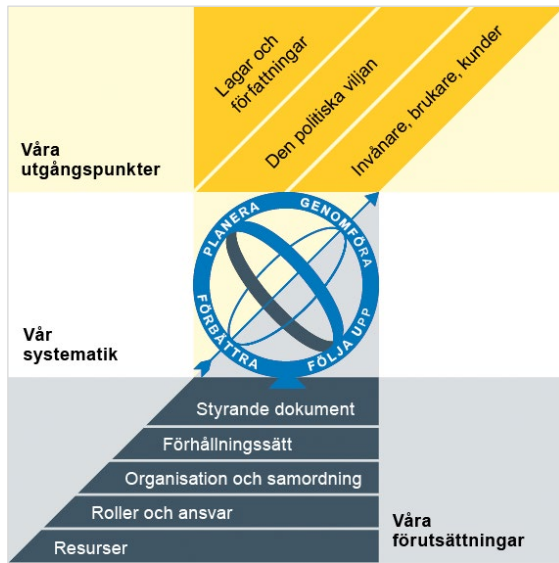 Lagar och
författningar
Den politiska viljan
Invånare, brukare, kunder
Våra
utgångspunkter
PLANERA
GENOMFÖRA
FÖLJA UPP
FÖRBÄTTRA
Vår
systematik
Styrande dokument
Förhållningssätt
Organisation och samordning
Roller och ansvar
Resurser
Våra
förutsättningar